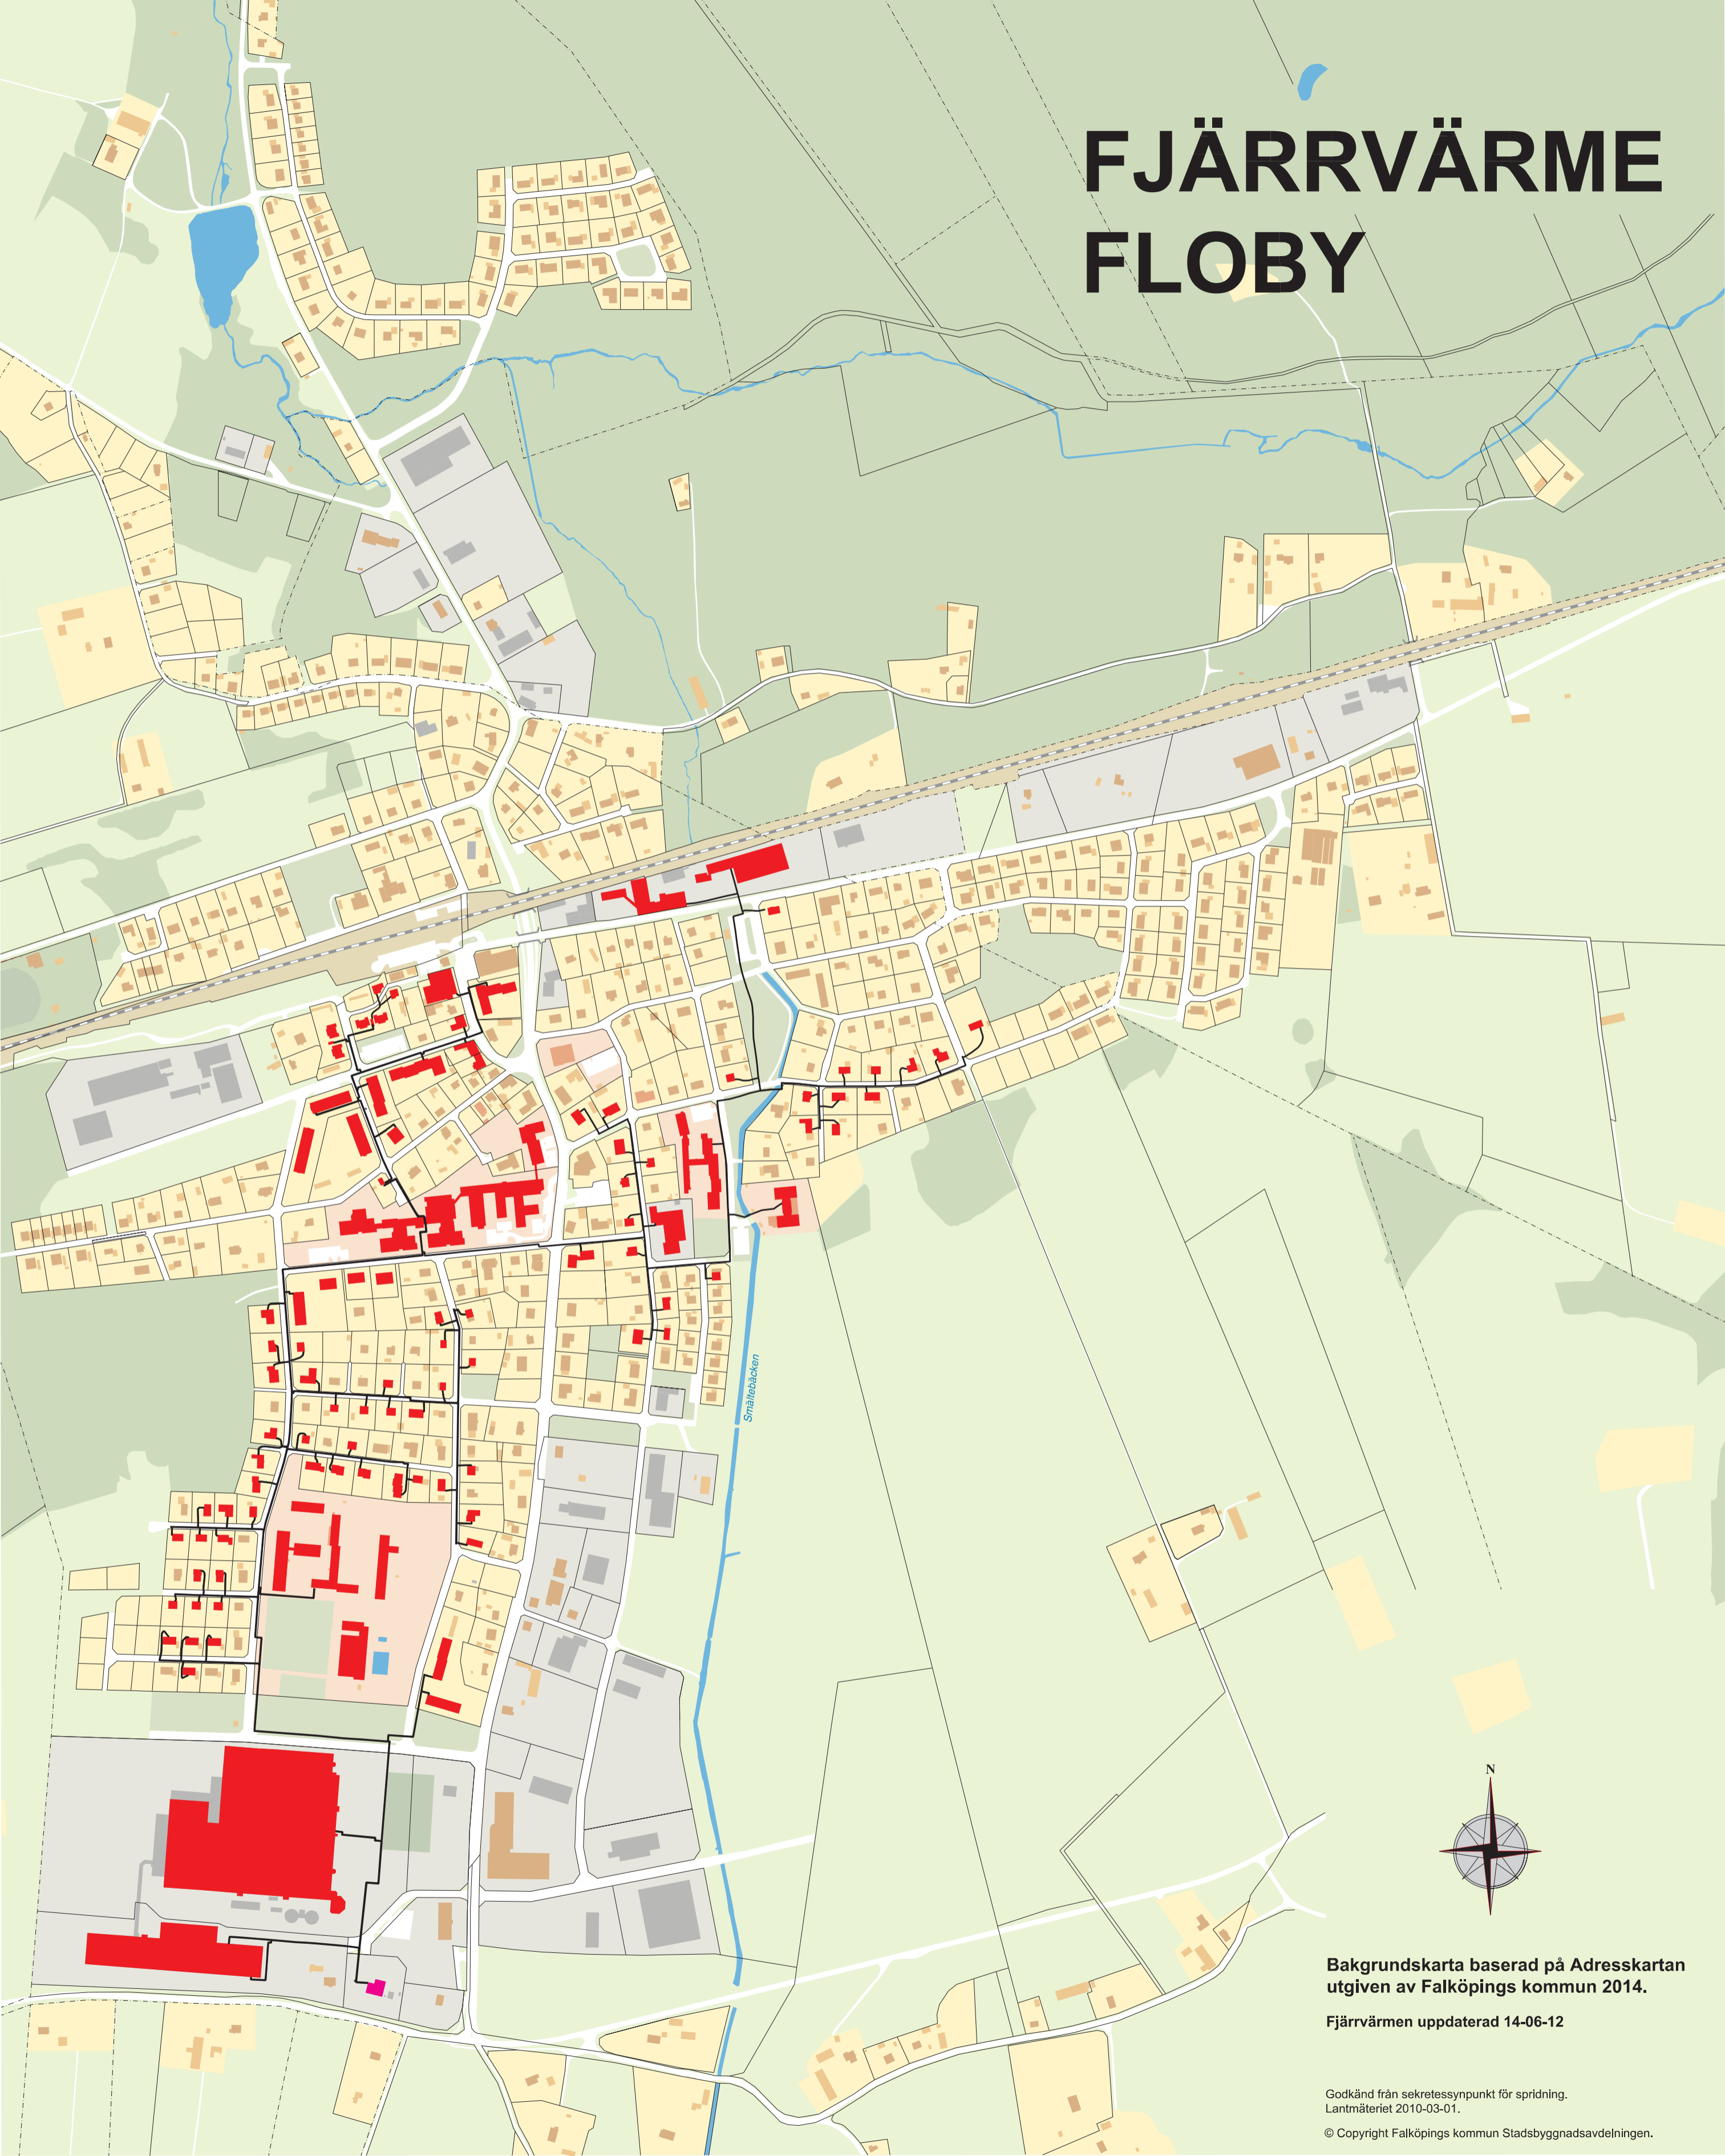 FJÄRRVÄRME
FLOBY
Smältebäcken
N
Bakgrundskarta baserad på Adresskartan
utgiven av Falköpings kommun 2014.
Fjärrvärmen uppdaterad 14-06-12
Godkänd från sekretessynpunkt för spridning.
Lantmäteriet 2010-03-01.
© Copyright Falköpings kommun Stadsbyggnadsavdelningen.